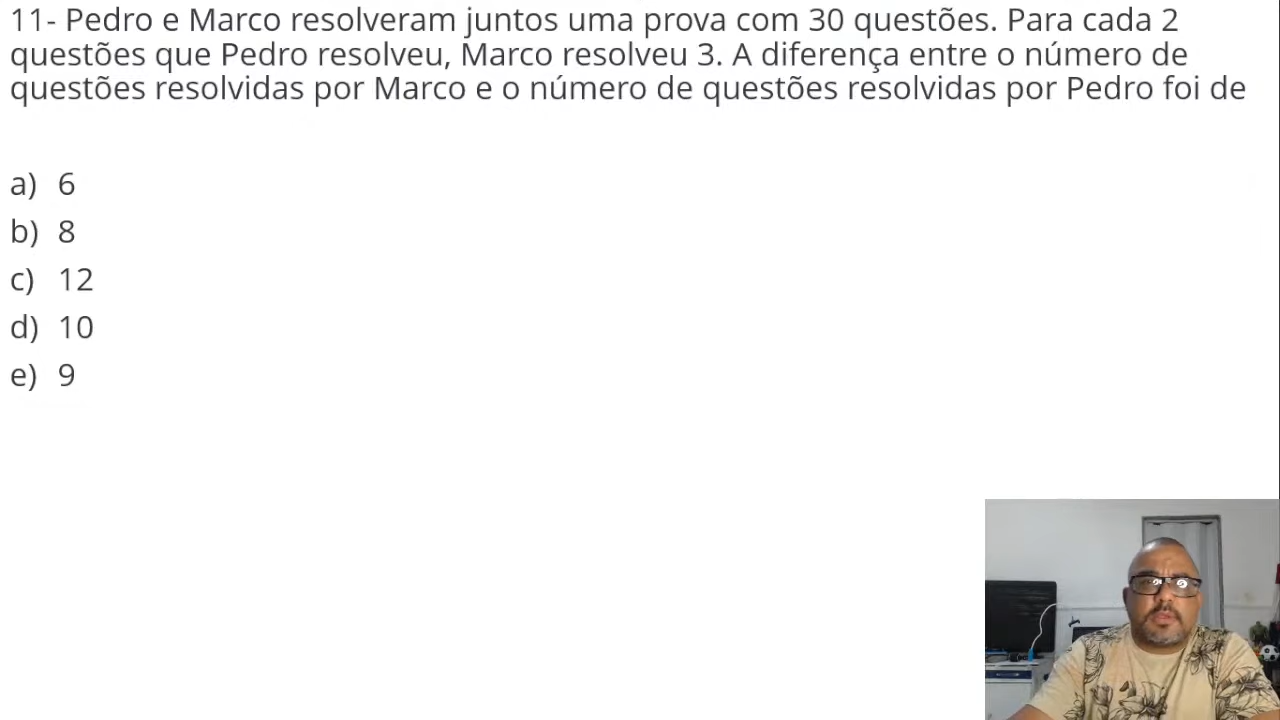 11- Pedro e Marco resolveram juntos uma prova com 30 questões. Para cada 2
questões que Pedro resolveu, Marco resolveu 3. A diferença entre o número de
questões resolvidas por Marco e o número de questões resolvidas por Pedro foi de
a) 6
b) 8
c) 12
d) 10
e) 9